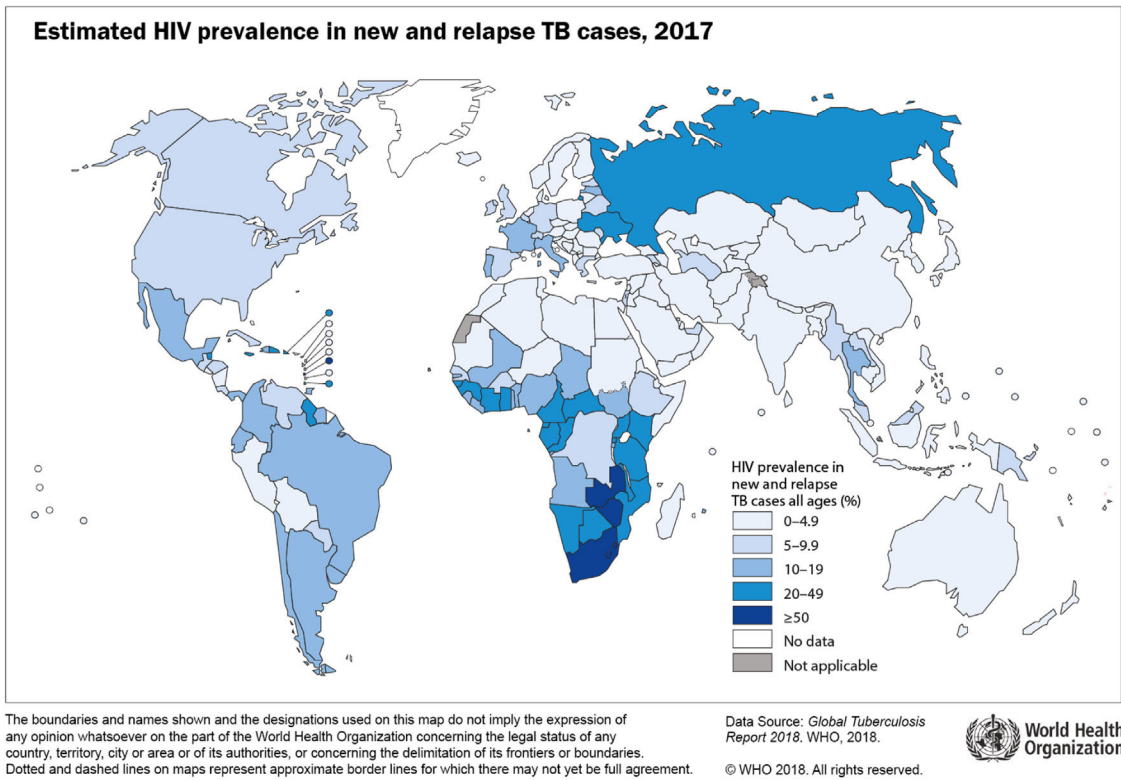 Estimated HIV prevalence in new and relapse TB cases, 2017
HIV prevalence in
new and relapse
TB cases all ages (%)
0–4.9
5–9.9
10–19
20–49
≥50
No data
Not applicable
The boundaries and names shown and the designations used on this map do not imply the expression of
any opinion whatsoever on the part of the World Health Organization concerning the legal status of any
country, territory, city or area or of its authorities, or concerning the delimitation of its frontiers or boundaries.
Dotted and dashed lines on maps represent approximate border lines for which there may not yet be full agreement.
Data Source: Global Tuberculosis
Report 2018. WHO, 2018.
© WHO 2018. All rights reserved.
World Health
Organization